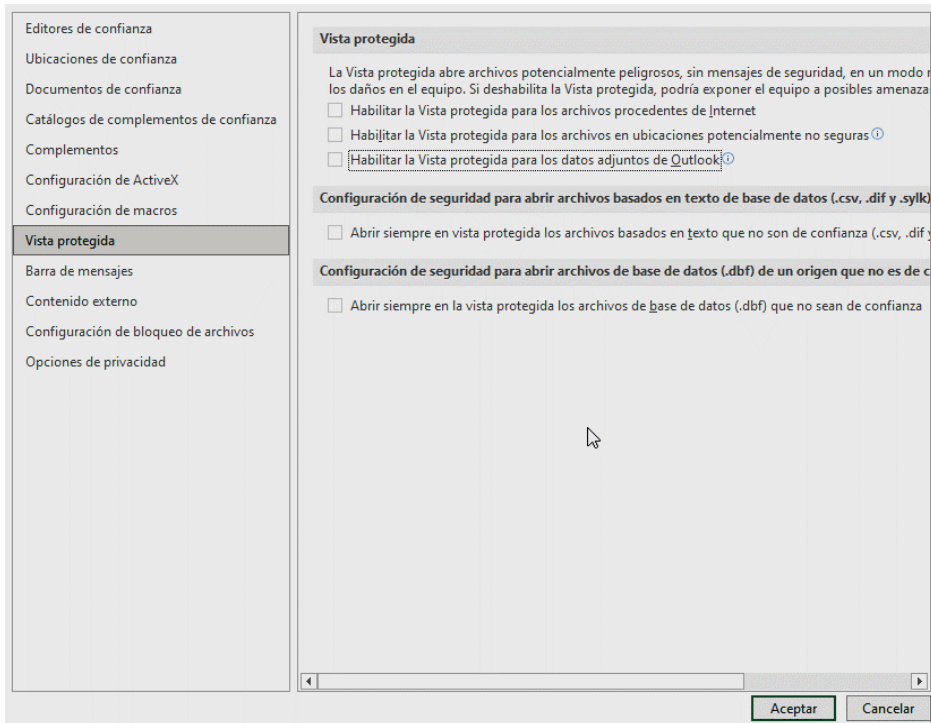 Editores de confianza
Ubicaciones de confianza
Documentos de confianza
Catálogos de complementos de confianza
Complementos
Configuración de ActiveX
Configuración de macros
Vista protegida
Barra de mensajes
Contenido externo
Configuración de bloqueo de archivos
Opciones de privacidad
Vista protegida
La Vista protegida abre archivos potencialmente peligrosos, sin mensajes de seguridad, en un modo
los daños en el equipo. Si deshabilita la Vista protegida, podría exponer el equipo a posibles amenaza
Habilitar la Vista protegida para los archivos procedentes de Internet
Habilitar la Vista protegida para los archivos en ubicaciones potencialmente no seguras
Habilitar la Vista protegida para los datos adjuntos de Outlook
Configuración de seguridad para abrir archivos basados en texto de base de datos (.csv, .dif y .sylk)
Abrir siempre en vista protegida los archivos basados en texto que no son de confianza (.csv, .dif y
Configuración de seguridad para abrir archivos de base de datos (.dbf) de un origen que no es de c
Abrir siempre en la vista protegida los archivos de base de datos (.dbf) que no sean de confianza
Aceptar
Cancelar